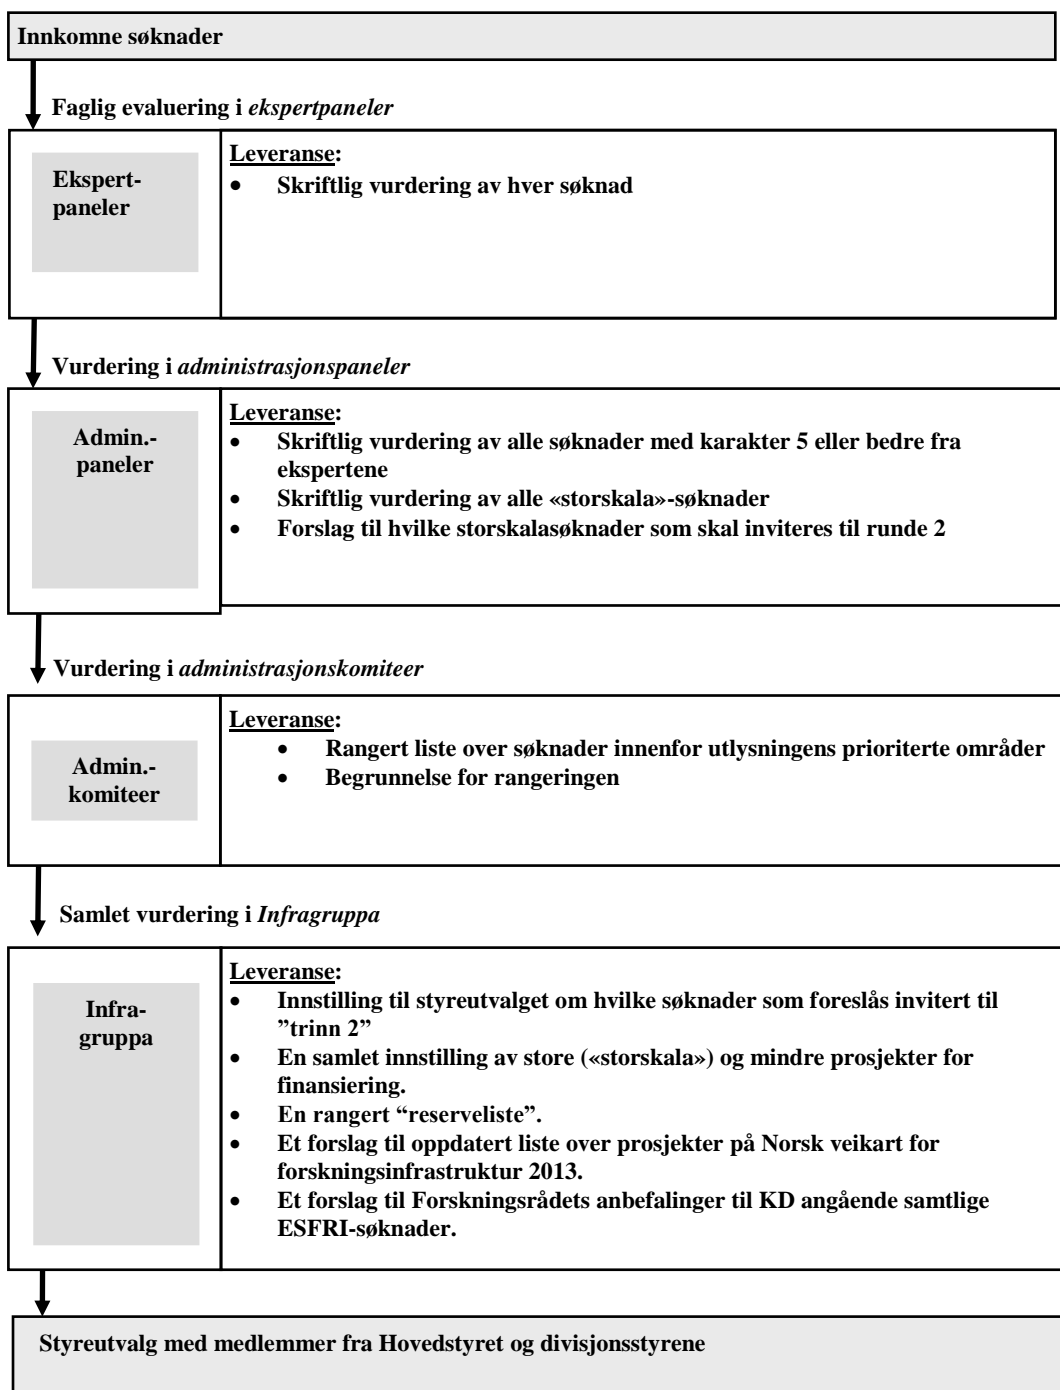 Innkomne søknader
Faglig evaluering i ekspertpaneler
Ekspert-
paneler
Leveranse:
• Skriftlig vurdering av hver søknad
Vurdering i administrasjonspaneler
Admin.-
paneler
Leveranse:
• Skriftlig vurdering av alle søknader med karakter 5 eller bedre fra
ekspertene
• Skriftlig vurdering av alle «storskala»-søknader
• Forslag til hvilke storskalasøknader som skal inviteres til runde 2
Vurdering i administrasjonskomiteer
Admin.-
komiteer
Leveranse:
• Rangert liste over søknader innenfor utlysningens prioriterte områder
• Begrunnelse for rangeringen
Samlet vurdering i Infragruppa
Infra-
gruppa
Leveranse:
• Innstilling til styreutvalget om hvilke søknader som foreslås invitert til
”trinn 2”
• En samlet innstilling av store («storskala») og mindre prosjekter for
finansiering.
• En rangert “reserveliste”.
• Et forslag til oppdatert liste over prosjekter på Norsk veikart for
forskningsinfrastruktur 2013.
• Et forslag til Forskningsrådets anbefalinger til KD angående samtlige
ESFRI-søknader.
Styreutvalg med medlemmer fra Hovedstyret og divisjonsstyrene